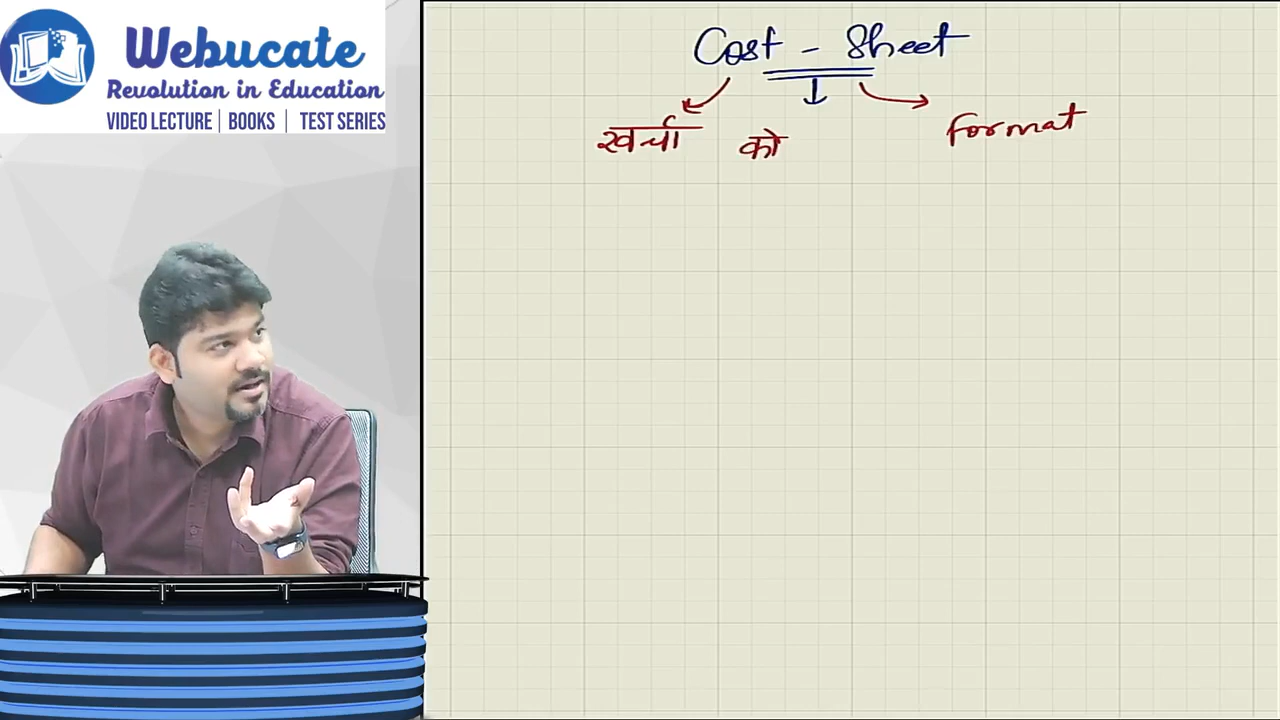 Webucate
Revolution in Education
VIDEO LECTURE | BOOKS | TEST SERIES
Cost - Sheet
खर्चा को format